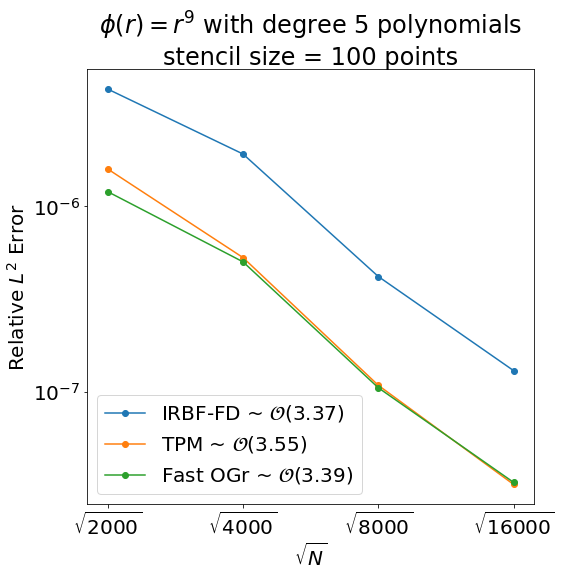 ϕ(r) = r⁹ with degree 5 polynomials
stencil size = 100 points
Relative L² Error
10⁻⁶
10⁻⁷
IRBF-FD ~ 𝒪(3.37)
TPM ~ 𝒪(3.55)
Fast OGr ~ 𝒪(3.39)
√2000 √4000 √8000 √16000
√N